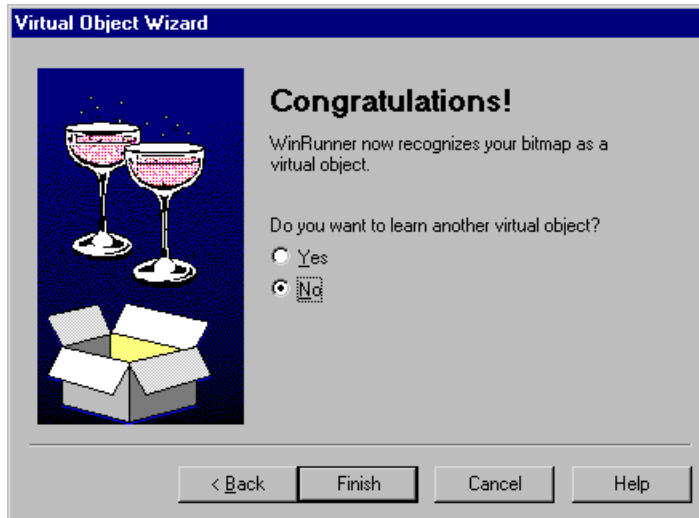 Virtual Object Wizard
Congratulations!
WinRunner now recognizes your bitmap as a
virtual object.
Do you want to learn another virtual object?
Yes
No
< Back
Finish
Cancel
Help